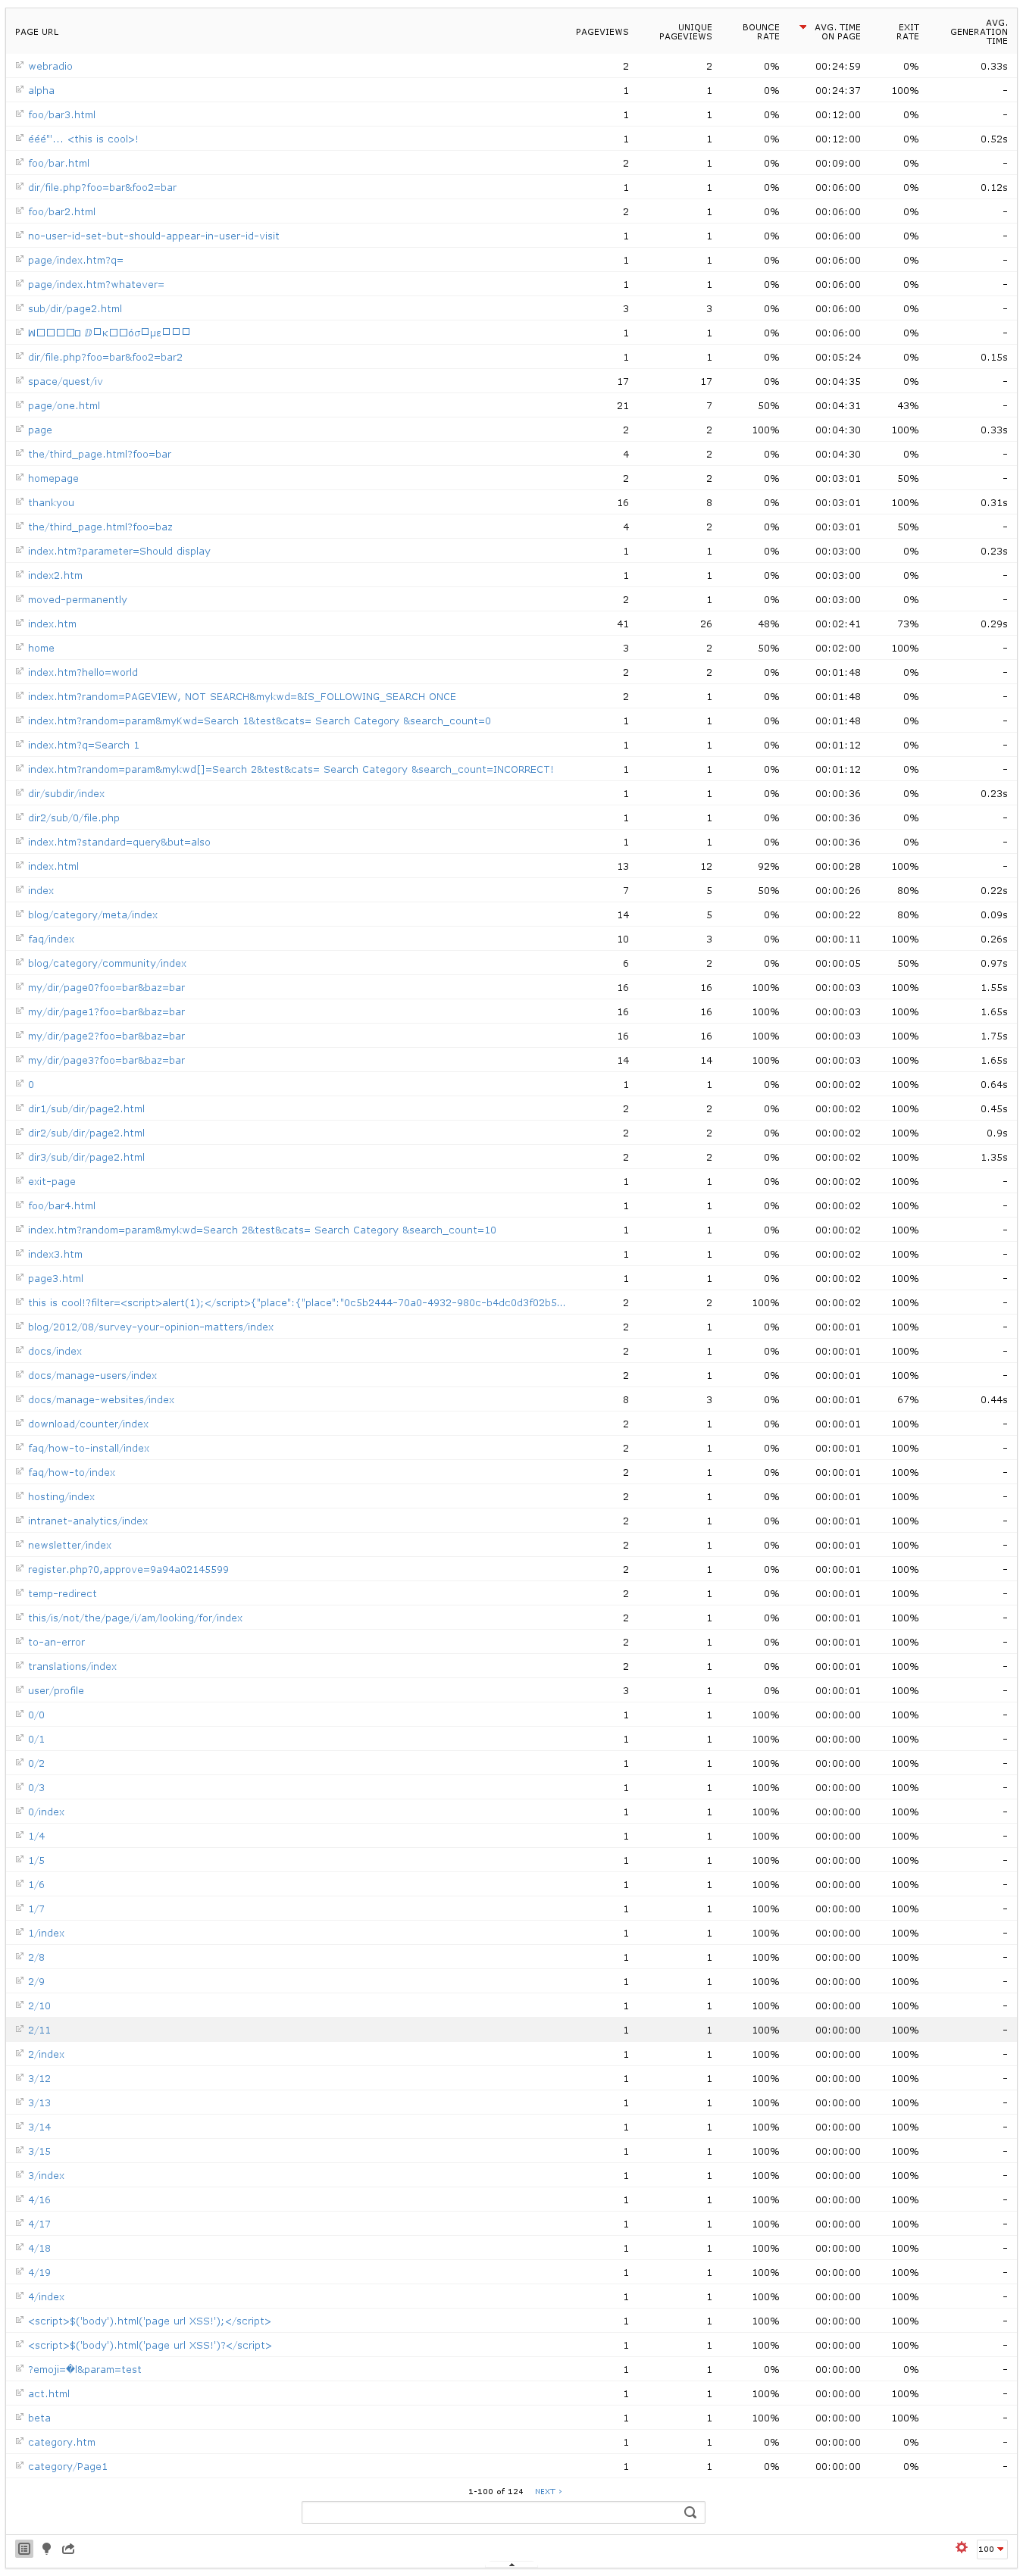 PAGE URL PAGEVIEWS UNIQUE PAGEVIEWS BOUNCE RATE AVG. TIME ON PAGE EXIT RATE AVG. GENERATION TIME
webradio 2 2 0% 00:24:59 0% 0.33s
alpha 1 1 0% 00:24:37 100% -
foo/bar3.html 1 1 0% 00:12:00 0% -
ééé"'... <this is cool>! 1 1 0% 00:12:00 0% 0.52s
foo/bar.html 2 1 0% 00:09:00 0% -
dir/file.php?foo=bar&foo2=bar 1 1 0% 00:06:00 0% 0.12s
foo/bar2.html 2 1 0% 00:06:00 0% -
no-user-id-set-but-should-appear-in-user-id-visit 1 1 0% 00:06:00 0% -
page/index.htm?q= 1 1 0% 00:06:00 0% -
page/index.htm?whatever= 1 1 0% 00:06:00 0% -
sub/dir/page2.html 3 3 0% 00:06:00 0% -
1 1 0% 00:06:00 0% -
dir/file.php?foo=bar&foo2=bar2 1 1 0% 00:05:24 0% 0.15s
space/quest/iv 17 17 0% 00:04:35 0% -
page/one.html 21 7 50% 00:04:31 43% -
page 2 2 100% 00:04:30 100% 0.33s
the/third_page.html?foo=bar 4 2 0% 00:04:30 0% -
homepage 2 2 0% 00:03:01 50% -
thankyou 16 8 0% 00:03:01 100% 0.31s
the/third_page.html?foo=baz 4 2 0% 00:03:01 50% -
index.htm?parameter=Should display 1 1 0% 00:03:00 0% 0.23s
index2.htm 1 1 0% 00:03:00 0% -
moved-permanently 2 1 0% 00:03:00 0% -
index.htm 41 26 48% 00:02:41 73% 0.29s
home 3 2 50% 00:02:00 100% -
index.htm?hello=world 2 2 0% 00:01:48 0% -
index.htm?random=PAGEVIEW, NOT SEARCH&mykwd=&IS_FOLLOWING_SEARCH ONCE 2 1 0% 00:01:48 0% -
index.htm?random=param&myKwd=Search 1&test&cats= Search Category &search_count=0 1 1 0% 00:01:48 0% -
index.htm?q=Search 1 1 1 0% 00:01:12 0% -
index.htm?random=param&mykwd[]=Search 2&test&cats= Search Category &search_count=INCORRECT! 1 1 0% 00:01:12 0% -
dir/subdir/index 1 1 0% 00:00:36 0% 0.23s
dir2/sub/0/file.php 1 1 0% 00:00:36 0% -
index.htm?standard=query&but=also 1 1 0% 00:00:36 0% -
index.html 13 12 92% 00:00:28 100% -
index 7 5 50% 00:00:26 80% 0.22s
blog/category/meta/index 14 5 0% 00:00:22 80% 0.09s
faq/index 10 3 0% 00:00:11 100% 0.26s
blog/category/community/index 6 2 0% 00:00:05 50% 0.97s
my/dir/page0?foo=bar&baz=bar 16 16 100% 00:00:03 100% 1.55s
my/dir/page1?foo=bar&baz=bar 16 16 100% 00:00:03 100% 1.65s
my/dir/page2?foo=bar&baz=bar 16 16 100% 00:00:03 100% 1.75s
my/dir/page3?foo=bar&baz=bar 14 14 100% 00:00:03 100% 1.65s
0 1 1 0% 00:00:02 100% 0.64s
dir1/sub/dir/page2.html 2 2 0% 00:00:02 100% 0.45s
dir2/sub/dir/page2.html 2 2 0% 00:00:02 100% 0.9s
dir3/sub/dir/page2.html 2 2 0% 00:00:02 100% 1.35s
exit-page 1 1 0% 00:00:02 100% -
foo/bar4.html 1 1 0% 00:00:02 100% -
index.htm?random=param&mykwd=Search 2&test&cats= Search Category &search_count=10 1 1 0% 00:00:02 100% -
index3.htm 1 1 0% 00:00:02 100% -
page3.html 1 1 0% 00:00:02 100% -
this is cool!?filter=<script>alert(1);</script>{"place":{"place":"0c5b2444-70a0-4932-980c-b4dc0d3f02b5... 2 2 100% 00:00:02 100% -
blog/2012/08/survey-your-opinion-matters/index 2 1 0% 00:00:01 100% -
docs/index 2 1 0% 00:00:01 100% -
docs/manage-users/index 2 1 0% 00:00:01 100% -
docs/manage-websites/index 8 3 0% 00:00:01 67% 0.44s
download/counter/index 2 1 0% 00:00:01 100% -
faq/how-to-install/index 2 1 0% 00:00:01 100% -
faq/how-to/index 2 1 0% 00:00:01 100% -
hosting/index 2 1 0% 00:00:01 100% -
intranet-analytics/index 2 1 0% 00:00:01 100% -
newsletter/index 2 1 0% 00:00:01 100% -
register.php?0,approve=9a94a02145599 2 1 0% 00:00:01 100% -
temp-redirect 2 1 0% 00:00:01 100% -
this/is/not/the/page/i/am/looking/for/index 2 1 0% 00:00:01 100% -
to-an-error 2 1 0% 00:00:01 100% -
translations/index 2 1 0% 00:00:01 100% -
user/profile 3 1 0% 00:00:01 100% -
0/0 1 1 100% 00:00:00 100% -
0/1 1 1 100% 00:00:00 100% -
0/2 1 1 100% 00:00:00 100% -
0/3 1 1 100% 00:00:00 100% -
0/index 1 1 100% 00:00:00 100% -
1/4 1 1 100% 00:00:00 100% -
1/5 1 1 100% 00:00:00 100% -
1/6 1 1 100% 00:00:00 100% -
1/7 1 1 100% 00:00:00 100% -
1/index 1 1 100% 00:00:00 100% -
2/8 1 1 100% 00:00:00 100% -
2/9 1 1 100% 00:00:00 100% -
2/10 1 1 100% 00:00:00 100% -
2/11 1 1 100% 00:00:00 100% -
2/index 1 1 100% 00:00:00 100% -
3/12 1 1 100% 00:00:00 100% -
3/13 1 1 100% 00:00:00 100% -
3/14 1 1 100% 00:00:00 100% -
3/15 1 1 100% 00:00:00 100% -
3/index 1 1 100% 00:00:00 100% -
4/16 1 1 100% 00:00:00 100% -
4/17 1 1 100% 00:00:00 100% -
4/18 1 1 100% 00:00:00 100% -
4/19 1 1 100% 00:00:00 100% -
4/index 1 1 100% 00:00:00 100% -
<script>$('body').html('page url XSS!');</script> 1 1 100% 00:00:00 100% -
<script>$('body').html('page url XSS!')?</script> 1 1 100% 00:00:00 100% -
?emoji=�l&param=test 1 1 0% 00:00:00 0% -
act.html 1 1 100% 00:00:00 100% -
beta 1 1 100% 00:00:00 100% -
category.htm 1 1 0% 00:00:00 0% -
category/Page1 1 1 0% 00:00:00 0% -
1-100 of 124 NEXT ›
100